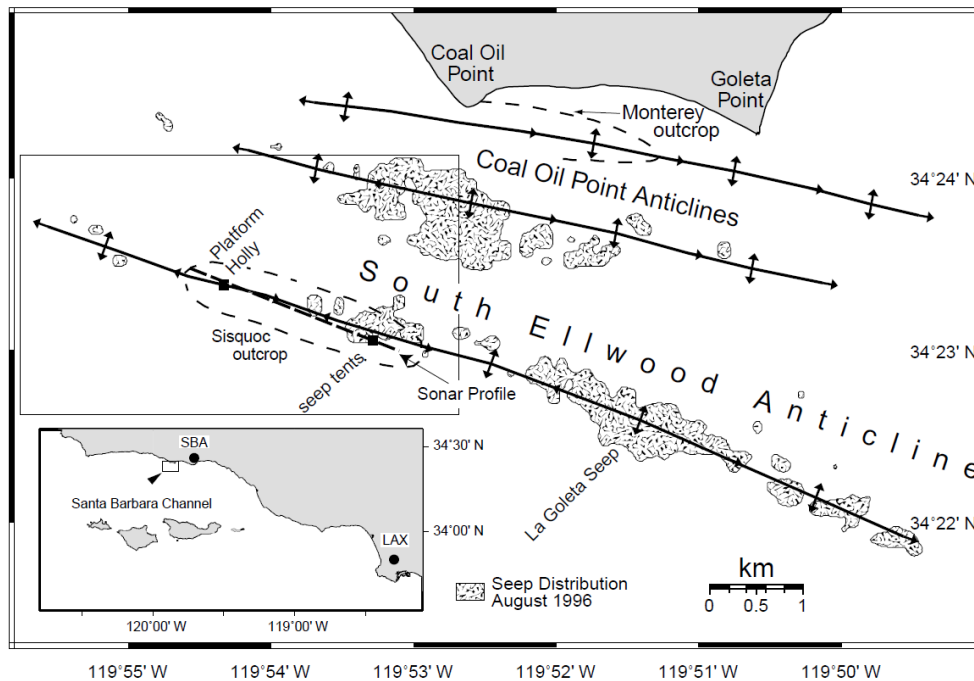 Coal Oil
Point
Goleta
Point
Monterey
outcrop
34°24' N
Coal Oil Point Anticlines
Platform
Holly
South Ellwood Anticline
Sisquoc
outcrop
seep tents
Sonar Profile
34°23' N
La Goleta Seep
34°22' N
SBA
34°30' N
Santa Barbara Channel
34°00' N
LAX
120°00' W
119°00' W
Seep Distribution
August 1996
km
0 0.5 1
119°55' W 119°54' W 119°53' W 119°52' W 119°51' W 119°50' W